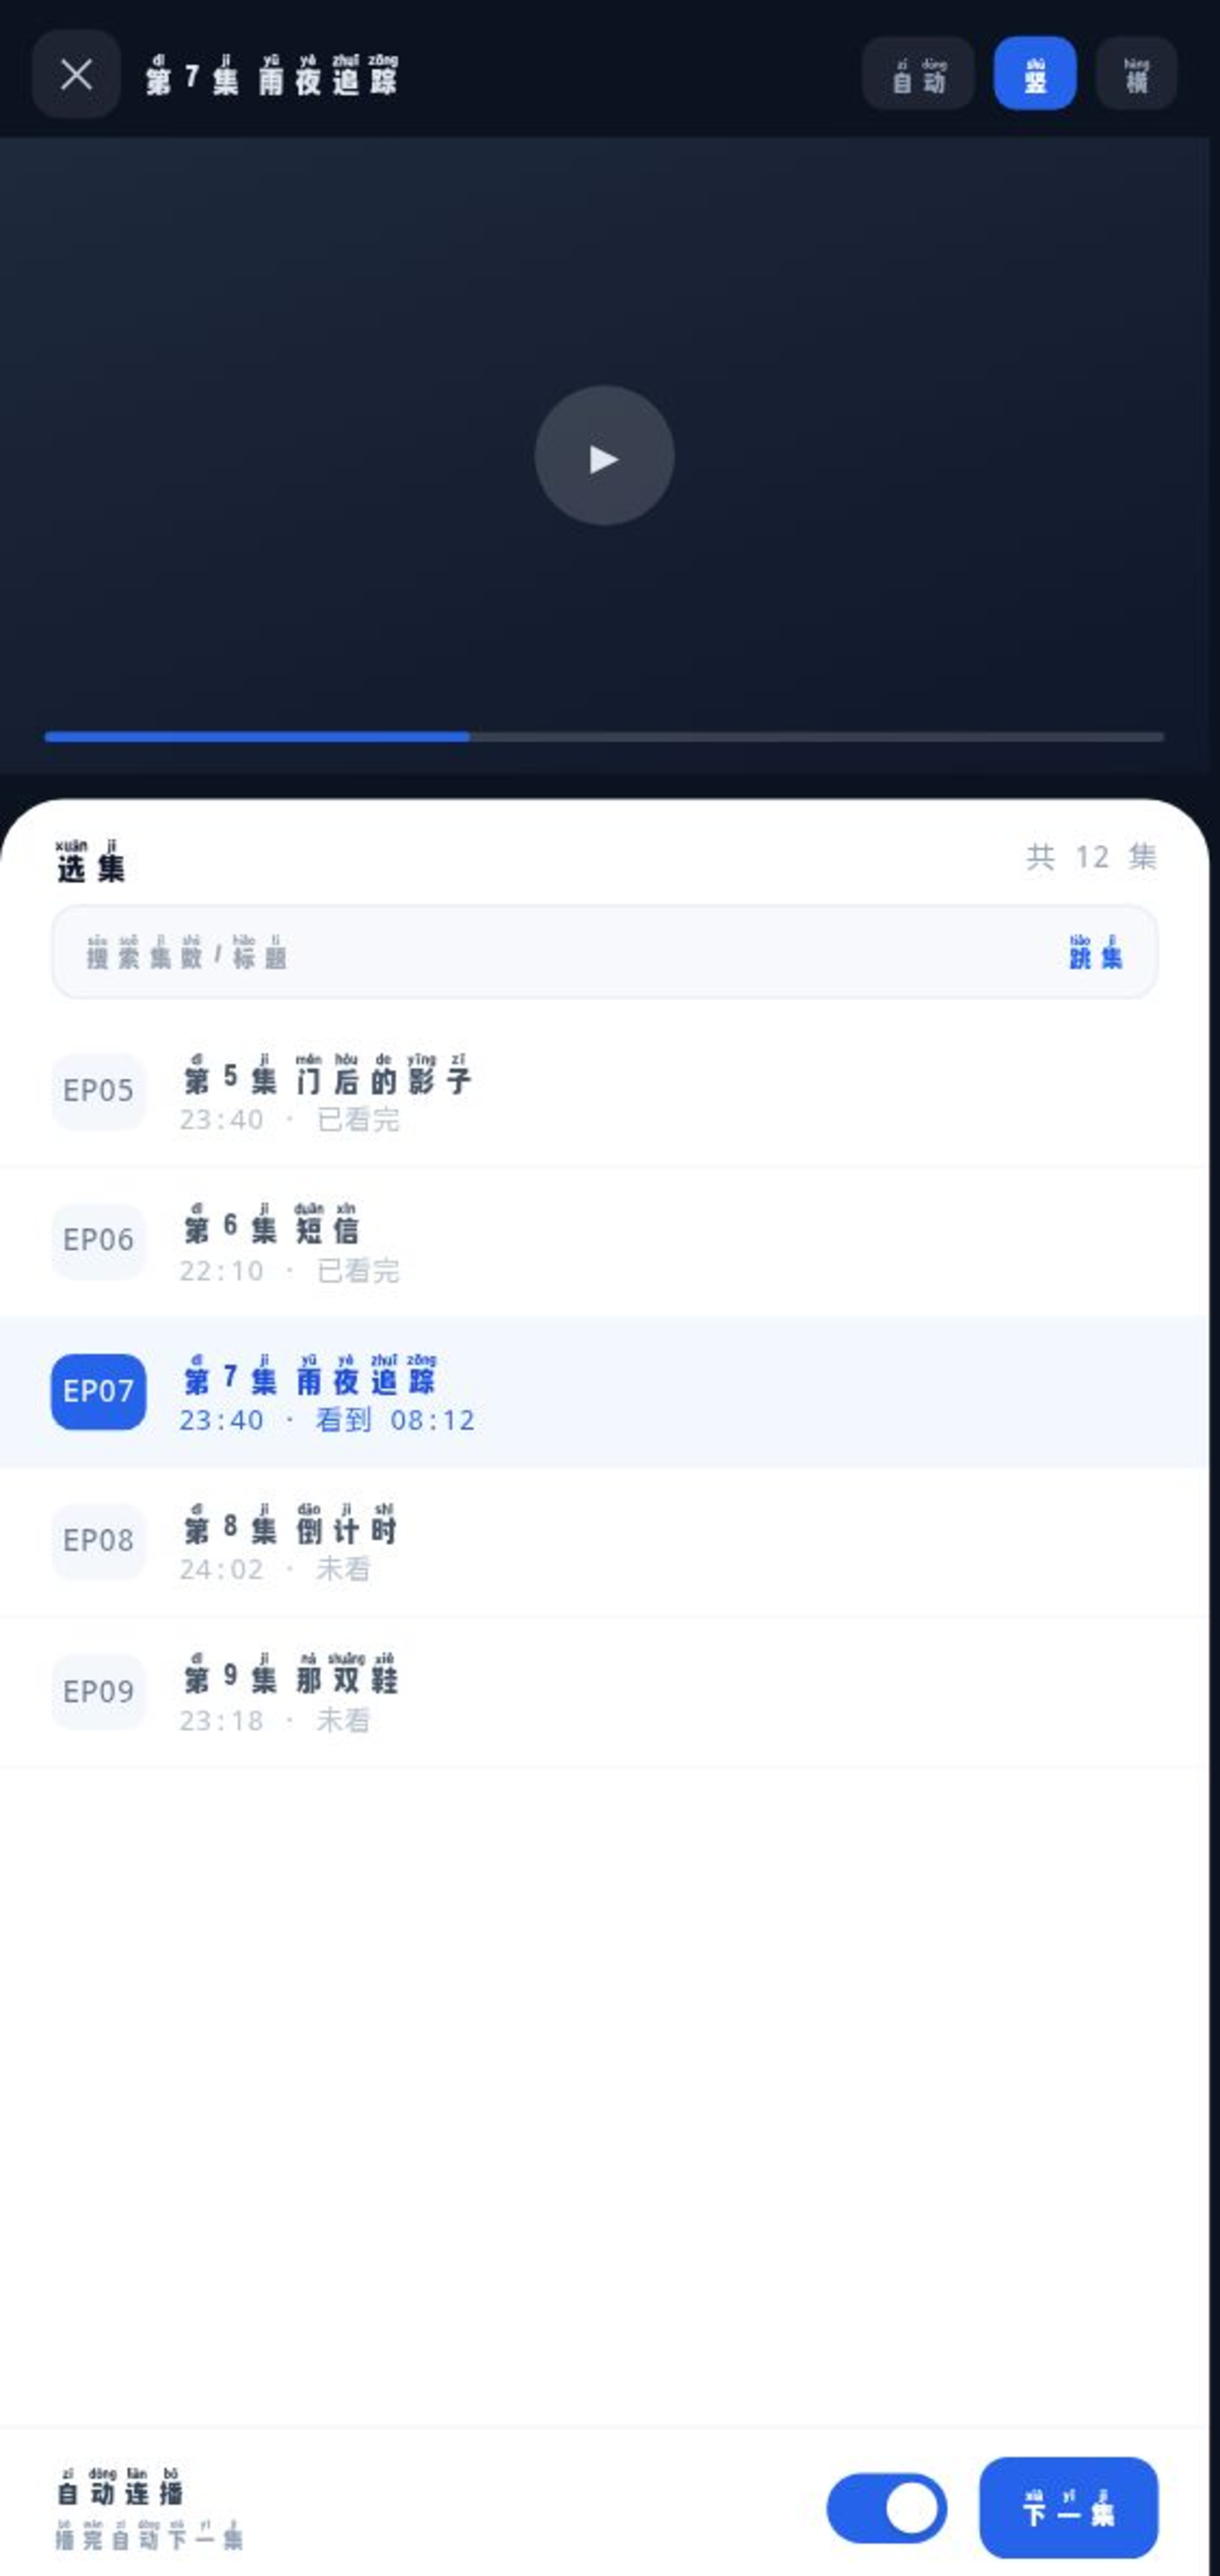 第 7 集 雨夜追踪
自动
竖
横
选集
共 12 集
搜索集数/标题
跳集
EP05
第 5 集 门后的影子
23:40 · 已看完
EP06
第 6 集 短信
22:10 · 已看完
EP07
第 7 集 雨夜追踪
23:40 · 看到 08:12
EP08
第 8 集 倒计时
24:02 · 未看
EP09
第 9 集 那双鞋
23:18 · 未看
自动连播
播完自动下一集
下一集